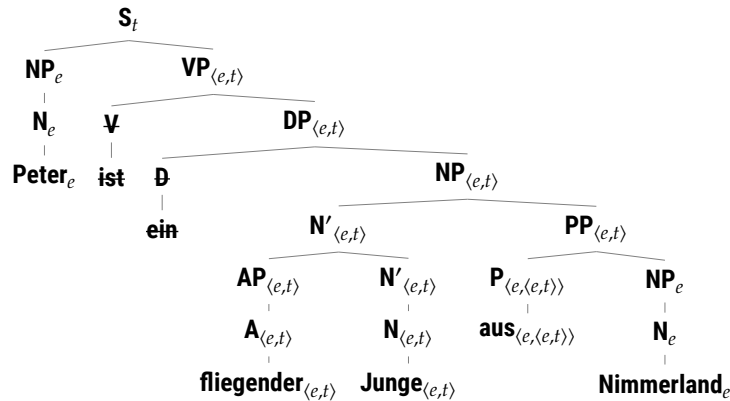 S_t
NP_e VP_⟨e,t⟩
N_e V DP_⟨e,t⟩
Peter_e ist D NP_⟨e,t⟩
ein N′_⟨e,t⟩ PP_⟨e,t⟩
AP_⟨e,t⟩ N′_⟨e,t⟩ P_⟨e,⟨e,t⟩⟩ NP_e
A_⟨e,t⟩ N_⟨e,t⟩ aus_⟨e,⟨e,t⟩⟩ N_e
fliegender_⟨e,t⟩ Junge_⟨e,t⟩ Nimmerland_e